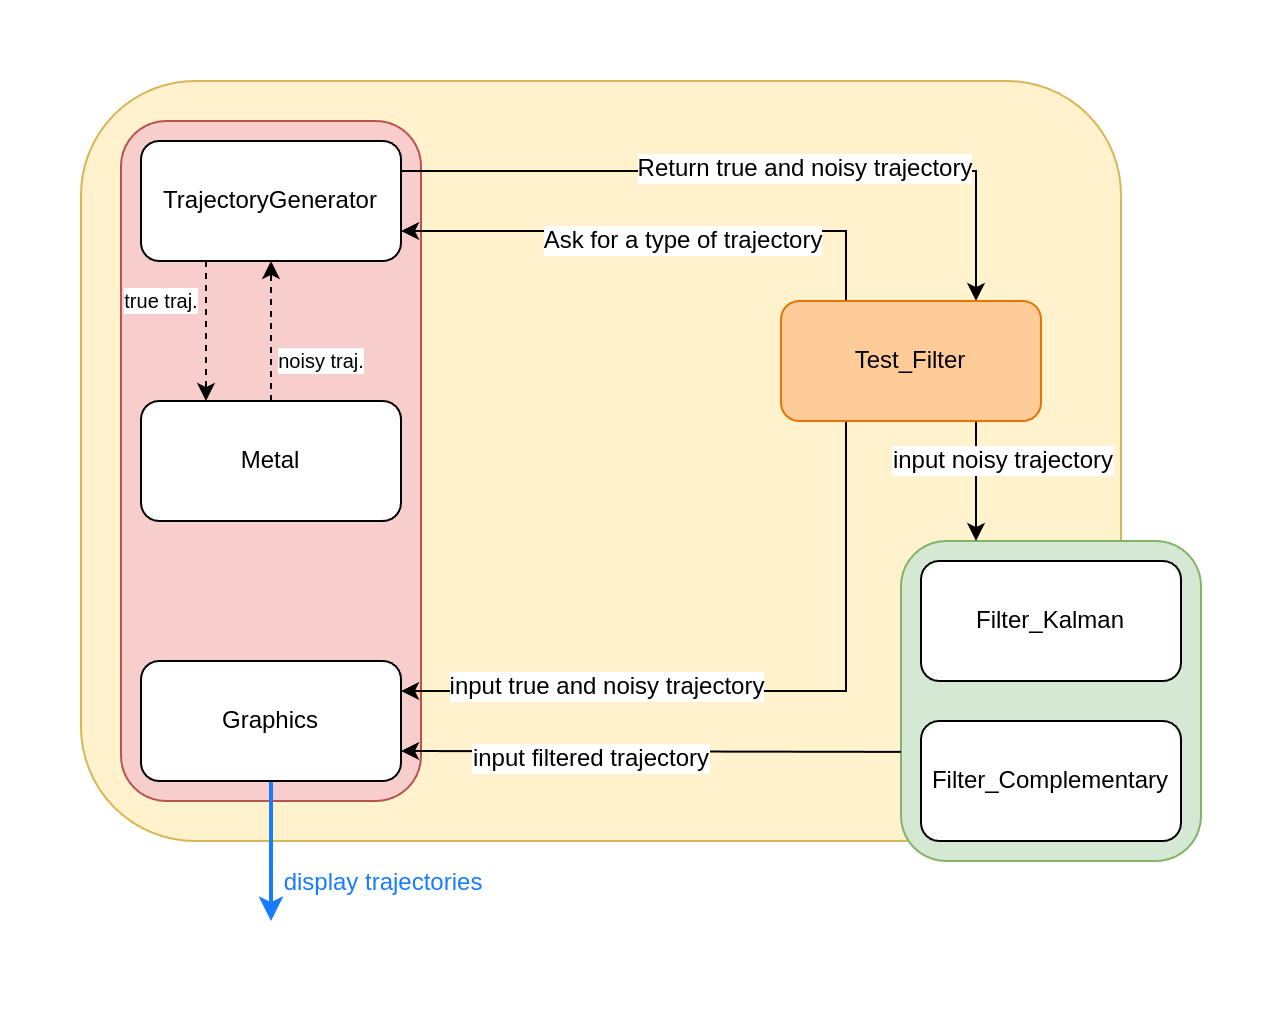 Return true and noisy trajectory
TrajectoryGenerator
Ask for a type of trajectory
true traj.
noisy traj.
Test_Filter
Metal
input noisy trajectory
Filter_Kalman
input true and noisy trajectory
Graphics
input filtered trajectory
Filter_Complementary
display trajectories